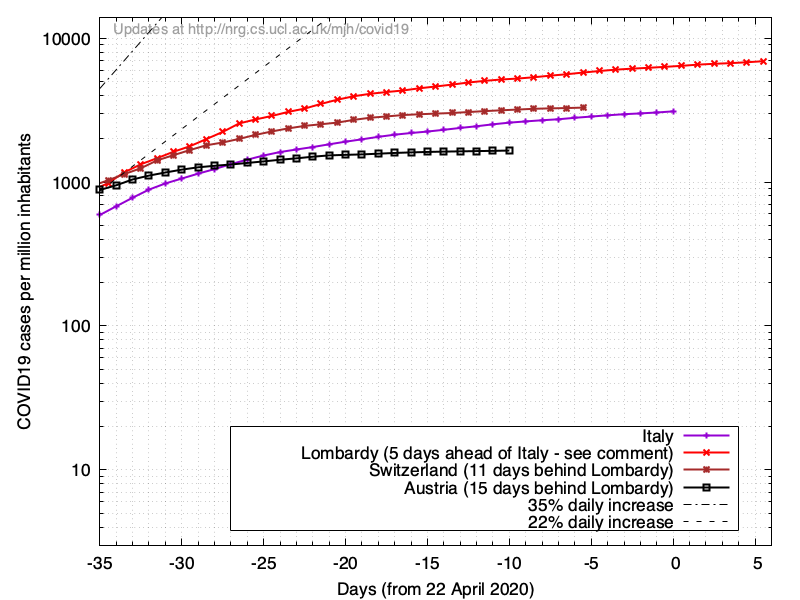 Updates at http://nrg.cs.ucl.ac.uk/mjh/covid19
COVID19 cases per million inhabitants
10000
1000
100
10
Italy
Lombardy (5 days ahead of Italy - see comment)
Switzerland (11 days behind Lombardy)
Austria (15 days behind Lombardy)
35% daily increase
22% daily increase
-35 -30 -25 -20 -15 -10 -5 0 5
Days (from 22 April 2020)